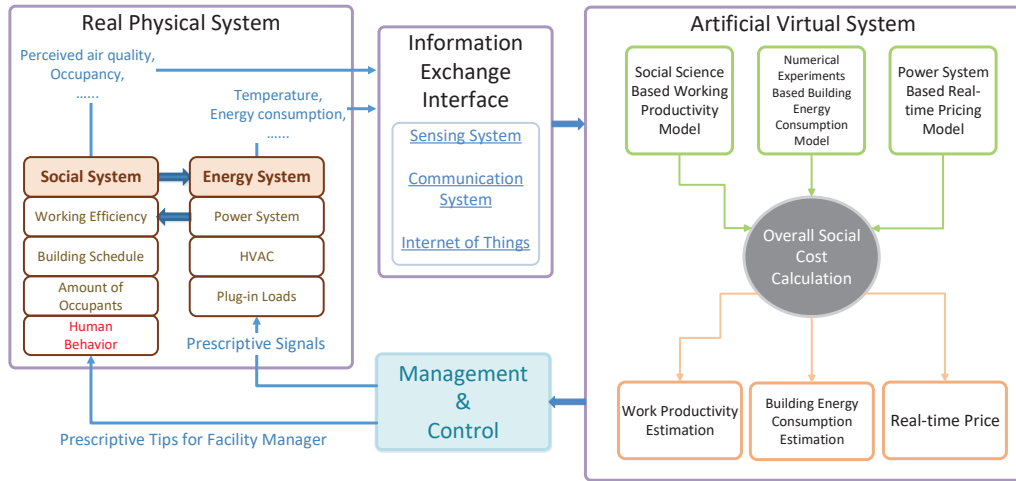 Real Physical System
Perceived air quality,
Occupancy,
…...
Temperature,
Energy consumption,
…...
Social System
Energy System
Working Efficiency
Power System
Building Schedule
HVAC
Amount of
Occupants
Plug-in Loads
Human
Behavior
Prescriptive Signals
Prescriptive Tips for Facility Manager
Information
Exchange
Interface
Sensing System
Communication
System
Internet of Things
Management
&
Control
Artificial Virtual System
Social Science
Based Working
Productivity
Model
Numerical
Experiments
Based Building
Energy
Consumption
Model
Power System
Based Real-
time Pricing
Model
Overall Social
Cost
Calculation
Work Productivity
Estimation
Building Energy
Consumption
Estimation
Real-time Price